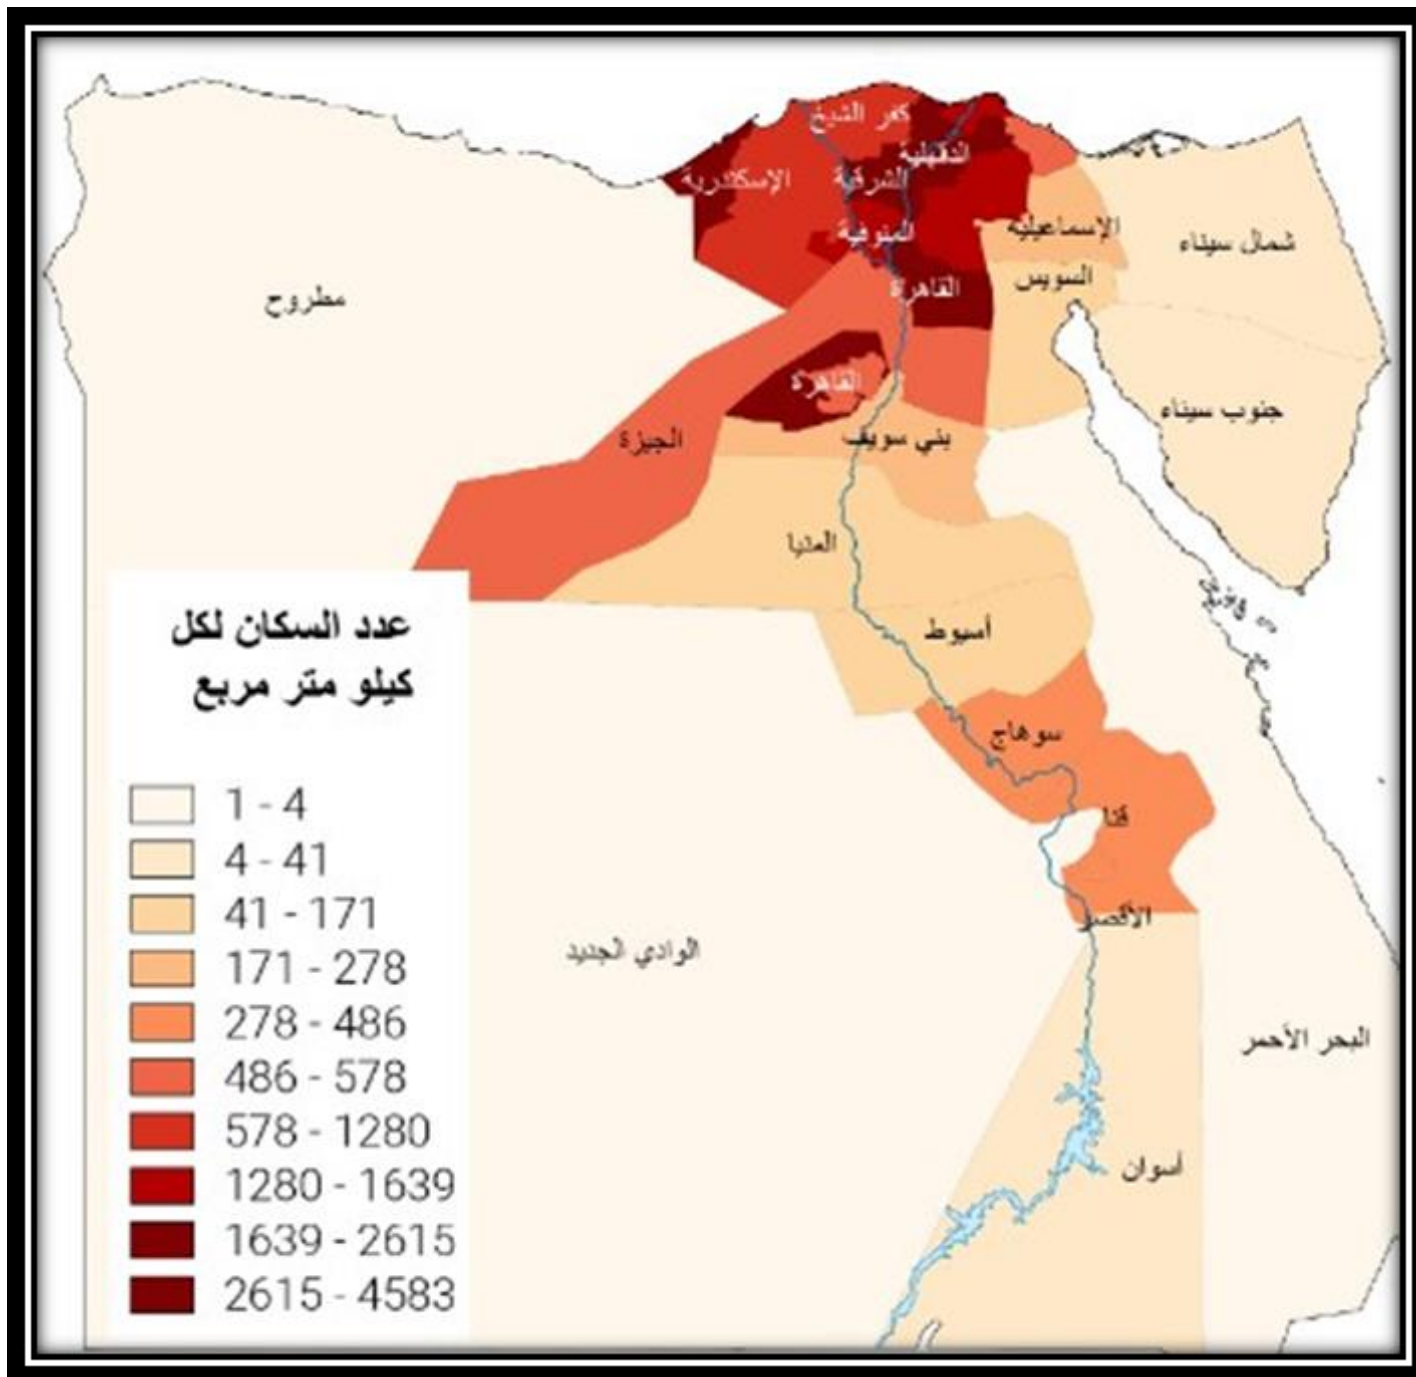 كفر الشيخ
الدقهلية
الإسكندرية
الشرقية
المنوفية
الإسماعيلية
شمال سيناء
السويس
القاهرة
مطروح
القاهرة
جنوب سيناء
الجيزة
بني سويف
المنيا
أسيوط
سوهاج
قنا
الأقصر
الوادي الجديد
البحر الأحمر
أسوان
عدد السكان لكل
كيلو متر مربع
1 - 4
4 - 41
41 - 171
171 - 278
278 - 486
486 - 578
578 - 1280
1280 - 1639
1639 - 2615
2615 - 4583